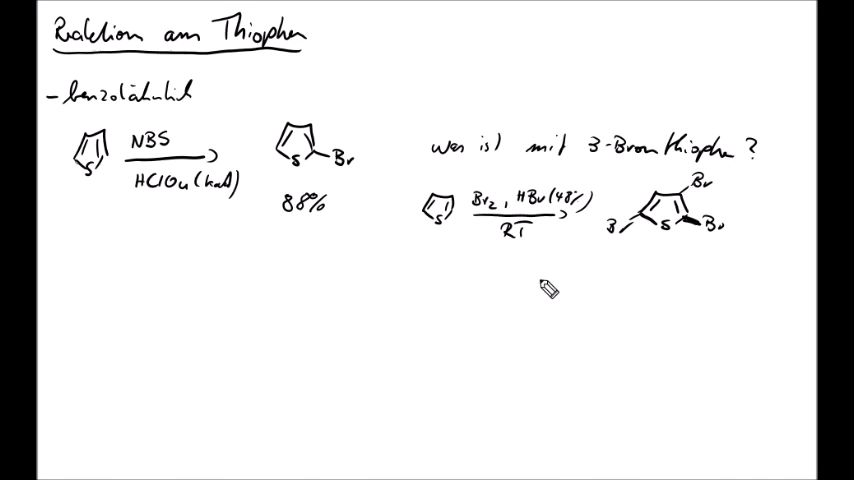 Reaktion am Thiophen
- benzolähnlich
NBS
HClO4 (kat)
S
S
Br
88%
was ist mit 3-Bromthiophen?
Br2, HBr (48%)
RT
S
Br
S
Br
Br